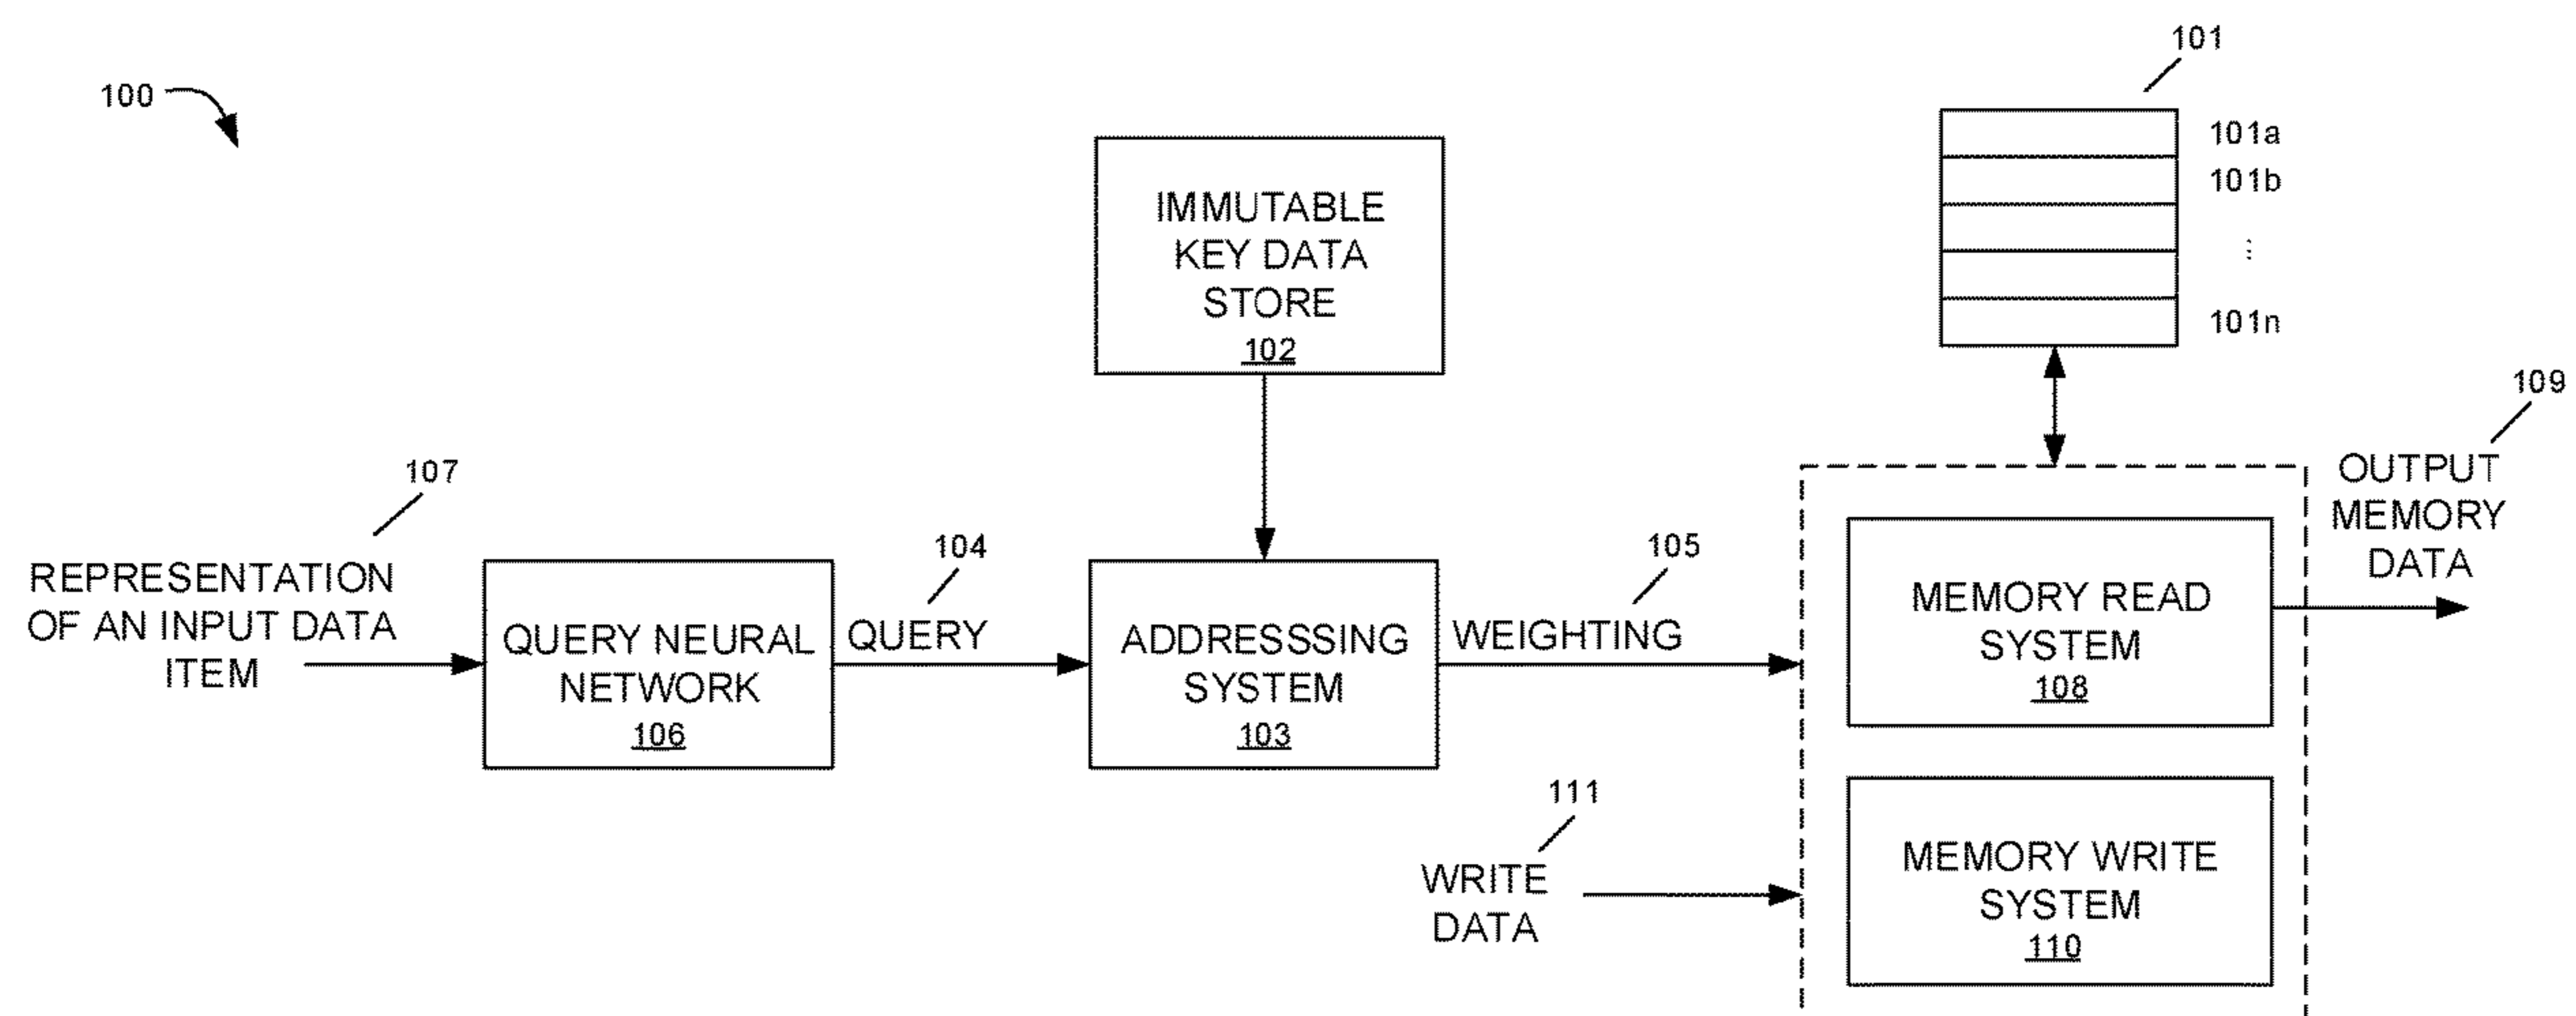 100
101
101a
101b
...
101n
IMMUTABLE
KEY DATA
STORE
102
109
OUTPUT
MEMORY
DATA
107
REPRESENTATION
OF AN INPUT DATA
ITEM
QUERY NEURAL
NETWORK
106
104
QUERY
ADDRESSSING
SYSTEM
103
105
WEIGHTING
MEMORY READ
SYSTEM
108
111
WRITE
DATA
MEMORY WRITE
SYSTEM
110